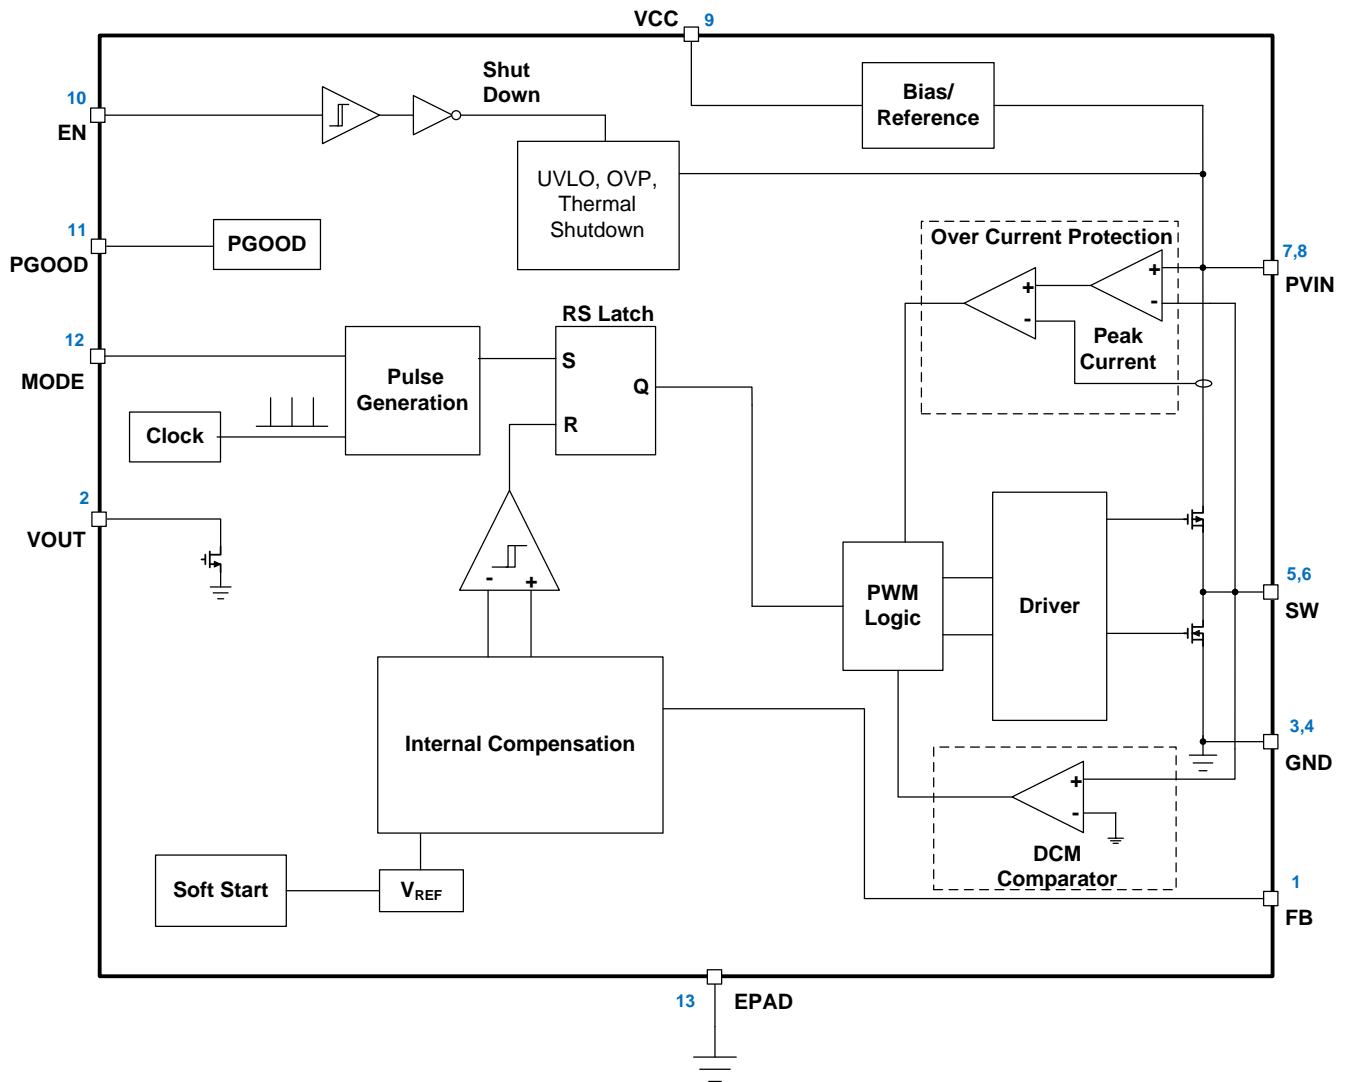 VCC 9
10
EN
Shut
Down
Bias/
Reference
UVLO, OVP,
Thermal
Shutdown
11
PGOOD
PGOOD
Over Current Protection
+
-
+
-
Peak
Current
7,8
PVIN
12
MODE
Pulse
Generation
Clock
RS Latch
S
Q
R
2
VOUT
- +
PWM
Logic
Driver
5,6
SW
3,4
GND
Internal Compensation
+
-
DCM
Comparator
Soft Start
VREF
1
FB
13
EPAD